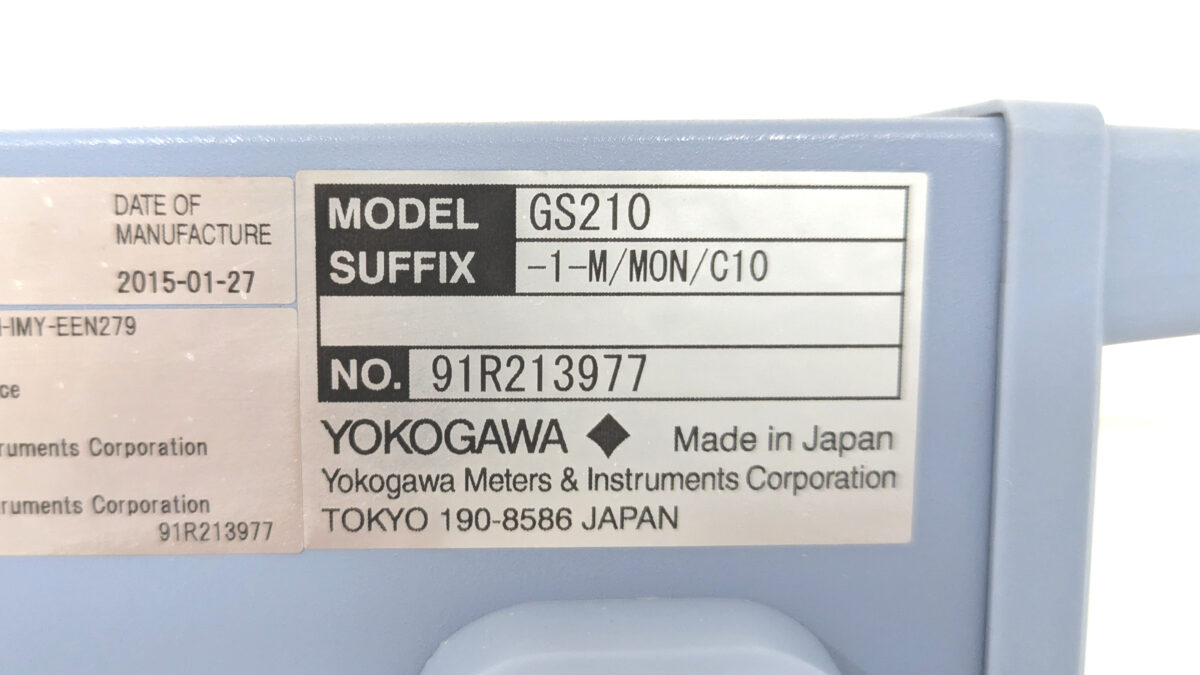 DATE OF
MANUFACTURE
2015-01-27
-IMY-EEN279
ce
ruments Corporation
ruments Corporation
91R213977
MODEL GS210
SUFFIX -1-M/MON/C10
NO. 91R213977
YOKOGAWA ◆ Made in Japan
Yokogawa Meters & Instruments Corporation
TOKYO 190-8586 JAPAN